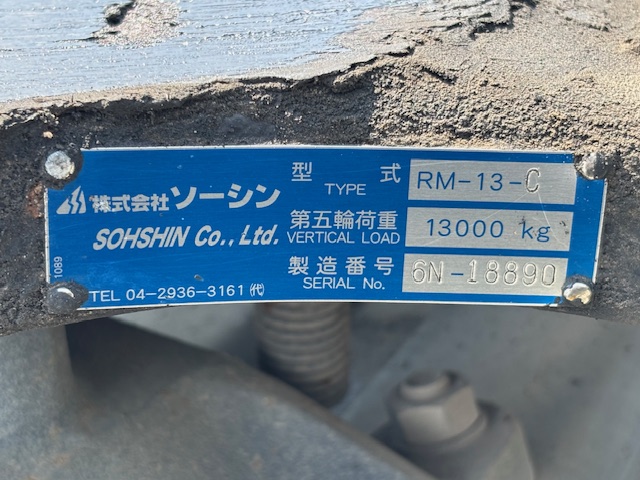 株式会社 ソーシン
SOHSHIN Co., Ltd.
TEL 04-2936-3161 ㈹
1089
型式 RM-13-C
TYPE
第五輪荷重 13000 kg
VERTICAL LOAD
製造番号 6N-18890
SERIAL No.